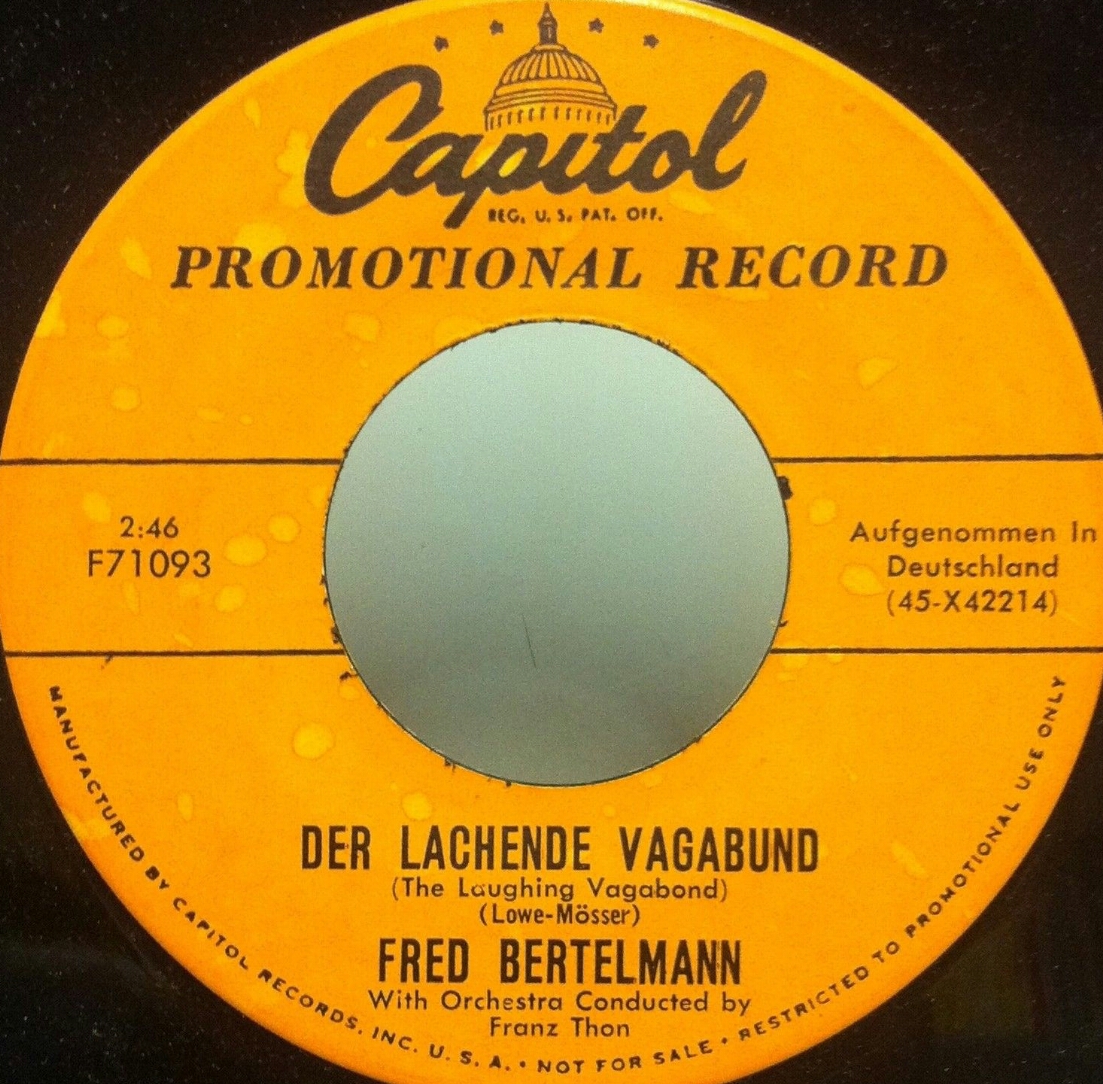 Capitol
REG. U. S. PAT. OFF.
PROMOTIONAL RECORD
2:46
F71093
Aufgenommen In
Deutschland
(45-X42214)
DER LACHENDE VAGABUND
(The Laughing Vagabond)
(Lowe-Mösser)
FRED BERTELMANN
With Orchestra Conducted by
Franz Thon
MANUFACTURED BY CAPITOL RECORDS, INC. U. S. A. • NOT FOR SALE • RESTRICTED TO PROMOTIONAL USE ONLY